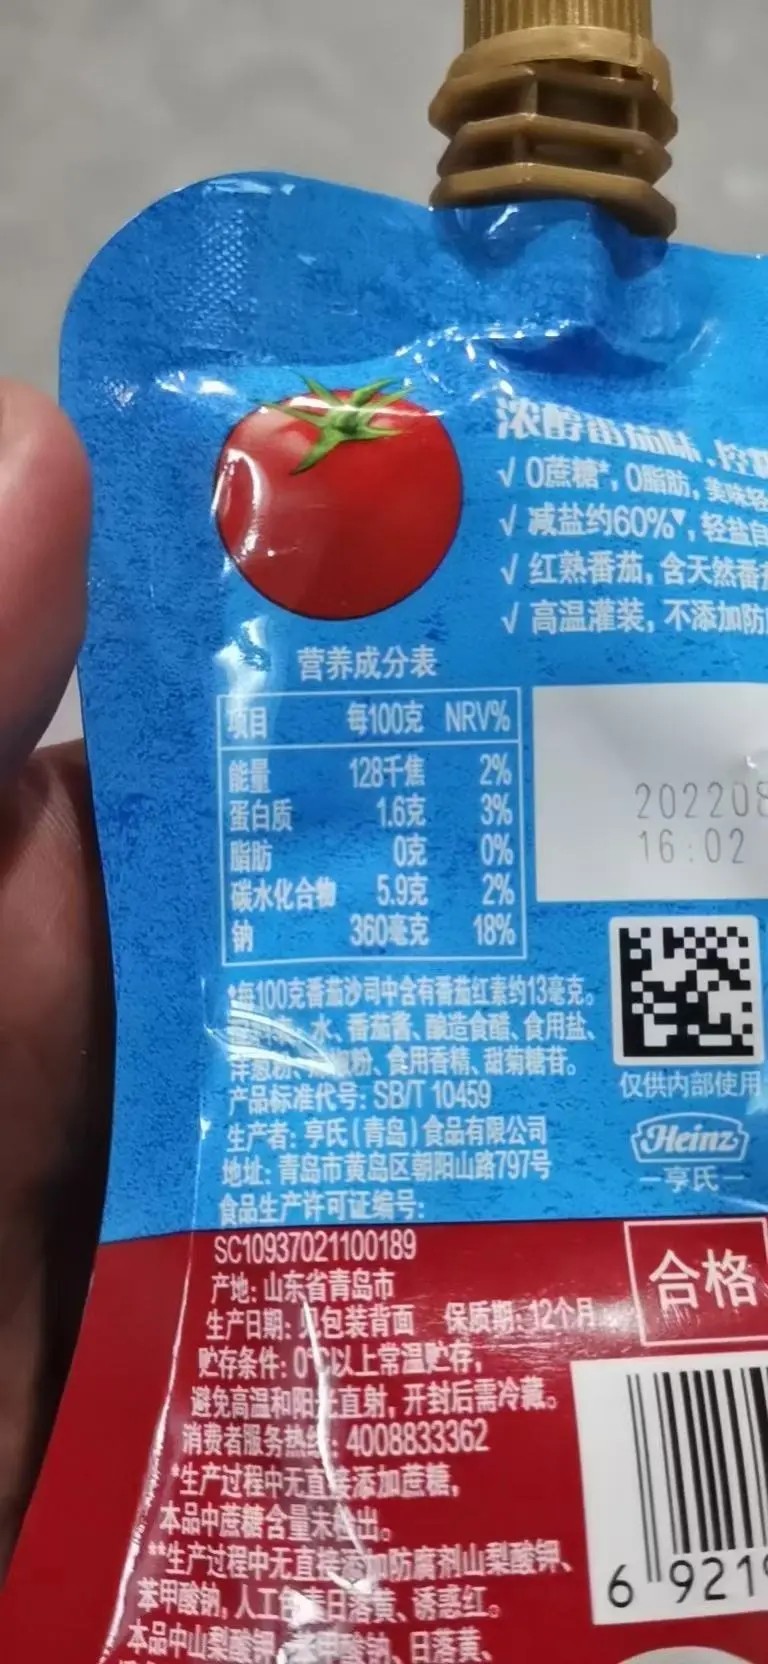 浓醇番茄味,控糖
√ 0蔗糖*, 0脂肪, 美味轻
√ 减盐约60%▼, 轻盐自
√ 红熟番茄, 含天然番茄
√ 高温灌装, 不添加防
营养成分表
项目 每100克 NRV%
能量 128千焦 2%
蛋白质 1.6克 3%
脂肪 0克 0%
碳水化合物 5.9克 2%
钠 360毫克 18%
202208
16:02
每100克番茄沙司中含有番茄红素约13毫克。
水、番茄酱、酿造食醋、食用盐、
洋葱粉、粉、食用香精、甜菊糖苷。
产品标准代号: SB/T 10459
生产者: 亨氏(青岛)食品有限公司
地址: 青岛市黄岛区朝阳山路797号
食品生产许可证编号:
SC10937021100189
产地: 山东省青岛市
生产日期: 见包装背面 保质期: 12个月
贮存条件: 0℃以上常温贮存,
避免高温和阳光直射, 开封后需冷藏。
消费者服务热线: 4008833362
*生产过程中无直接添加蔗糖,
本品中蔗糖含量未检出。
**生产过程中无直接添加防腐剂山梨酸钾、
苯甲酸钠, 人工色素日落黄、诱惑红。
本品中山梨酸钾、苯甲酸钠、日落黄、
仅供内部使用
Heinz
亨氏
合格
6 921